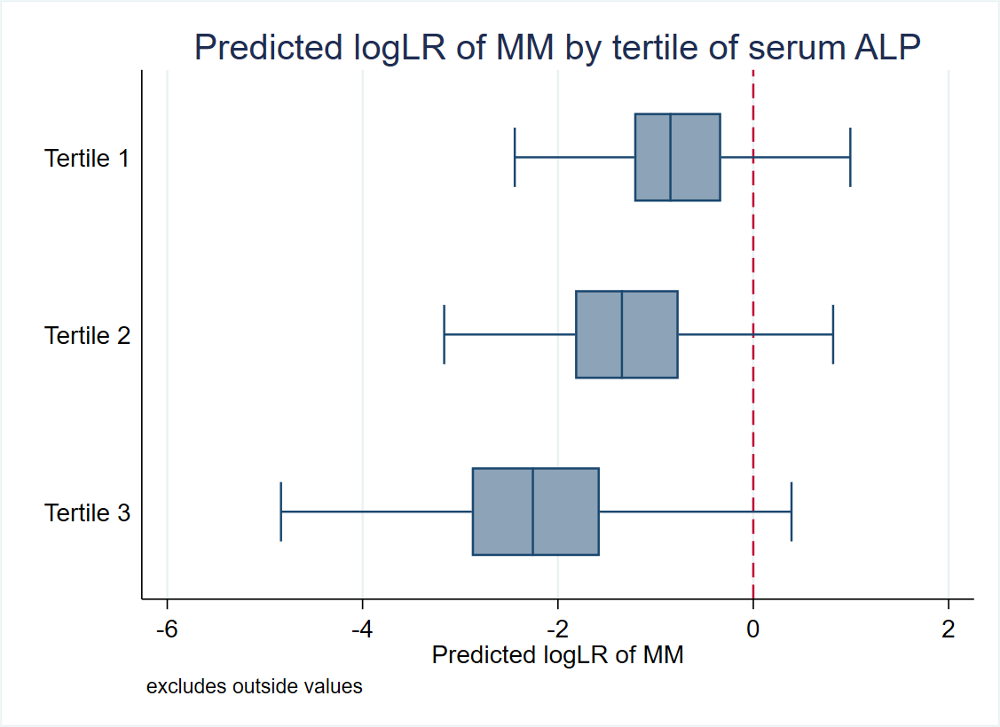 Predicted logLR of MM by tertile of serum ALP
Tertile 1
Tertile 2
Tertile 3
-6 -4 -2 0 2
Predicted logLR of MM
excludes outside values